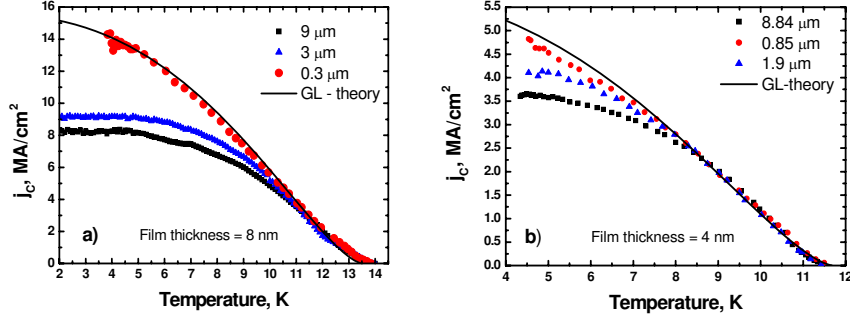 16
14
12
10
8
6
4
2
0
j_C, MA/cm²
9 μm
3 μm
0.3 μm
GL - theory
a)
Film thickness = 8 nm
2 3 4 5 6 7 8 9 10 11 12 13 14
Temperature, K
5.5
5.0
4.5
4.0
3.5
3.0
2.5
2.0
1.5
1.0
0.5
0.0
j_C, MA/cm²
8.84 μm
0.85 μm
1.9 μm
GL-theory
b)
Film thickness = 4 nm
4 5 6 7 8 9 10 11 12
Temperature, K